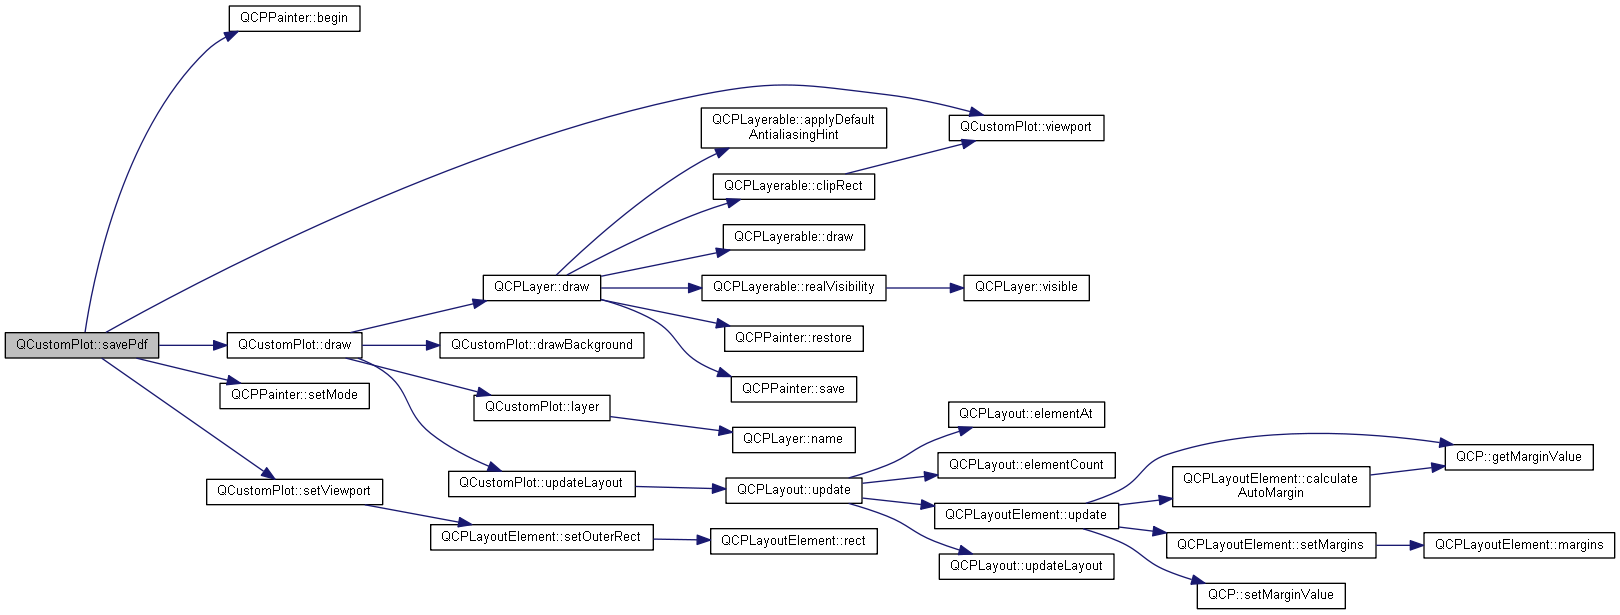 QCPPainter::begin
QCPLayerable::applyDefault
AntialiasingHint
QCustomPlot::viewport
QCPLayerable::clipRect
QCPLayerable::draw
QCPLayer::draw
QCPLayerable::realVisibility
QCPLayer::visible
QCustomPlot::savePdf
QCustomPlot::draw
QCustomPlot::drawBackground
QCPPainter::restore
QCPPainter::setMode
QCPPainter::save
QCustomPlot::layer
QCPLayout::elementAt
QCPLayer::name
QCP::getMarginValue
QCPLayout::elementCount
QCustomPlot::setViewport
QCustomPlot::updateLayout
QCPLayout::update
QCPLayoutElement::calculate
AutoMargin
QCPLayoutElement::update
QCPLayoutElement::setOuterRect
QCPLayoutElement::rect
QCPLayoutElement::setMargins
QCPLayoutElement::margins
QCPLayout::updateLayout
QCP::setMarginValue